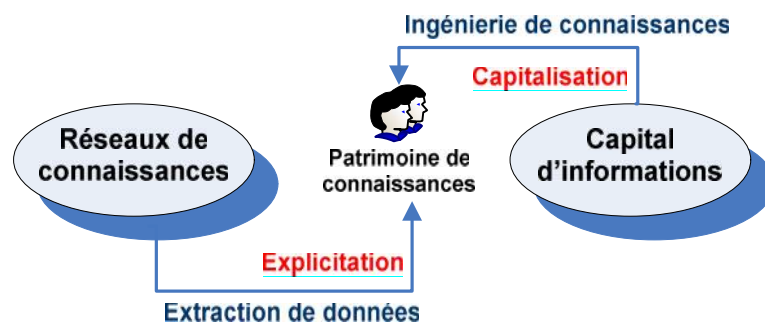 Ingénierie de connaissances
Capitalisation
Réseaux de
connaissances
Patrimoine de
connaissances
Capital
d'informations
Explicitation
Extraction de données